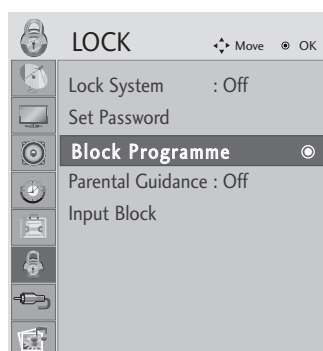 LOCK Move OK
Lock System : Off
Set Password
Block Programme
Parental Guidance : Off
Input Block